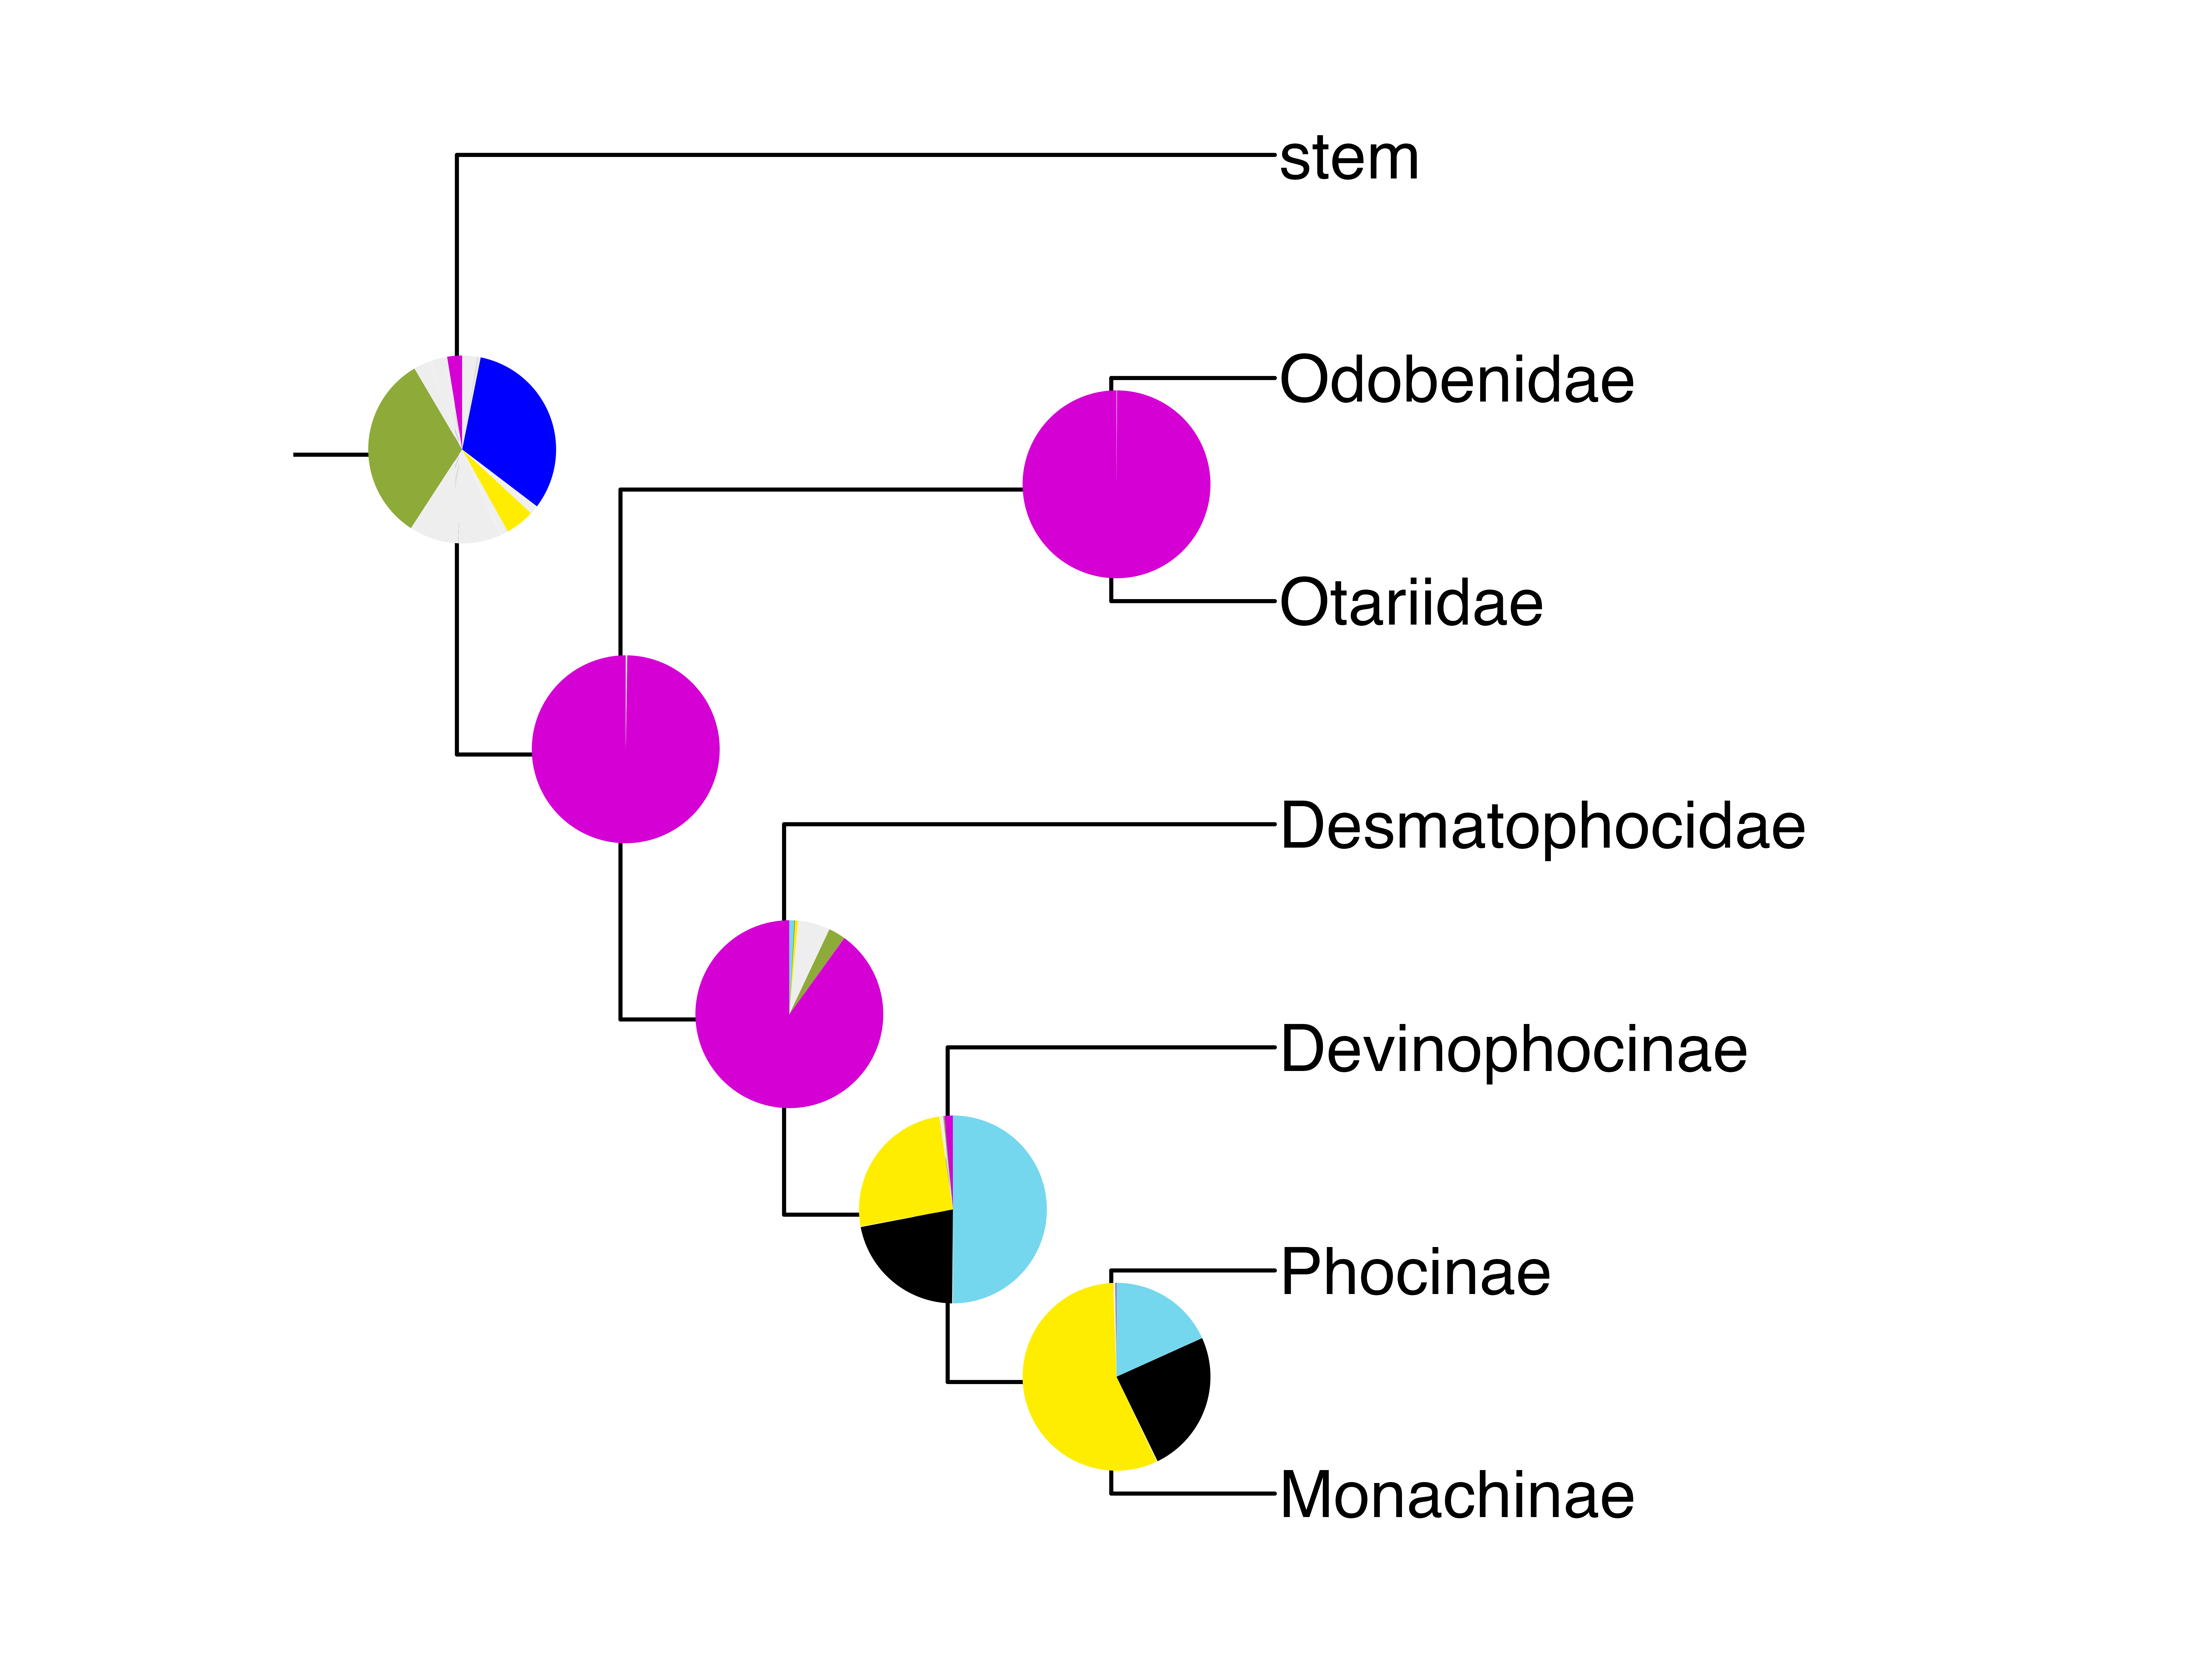 stem
Odobenidae
Otariidae
Desmatophocidae
Devinophocinae
Phocinae
Monachinae